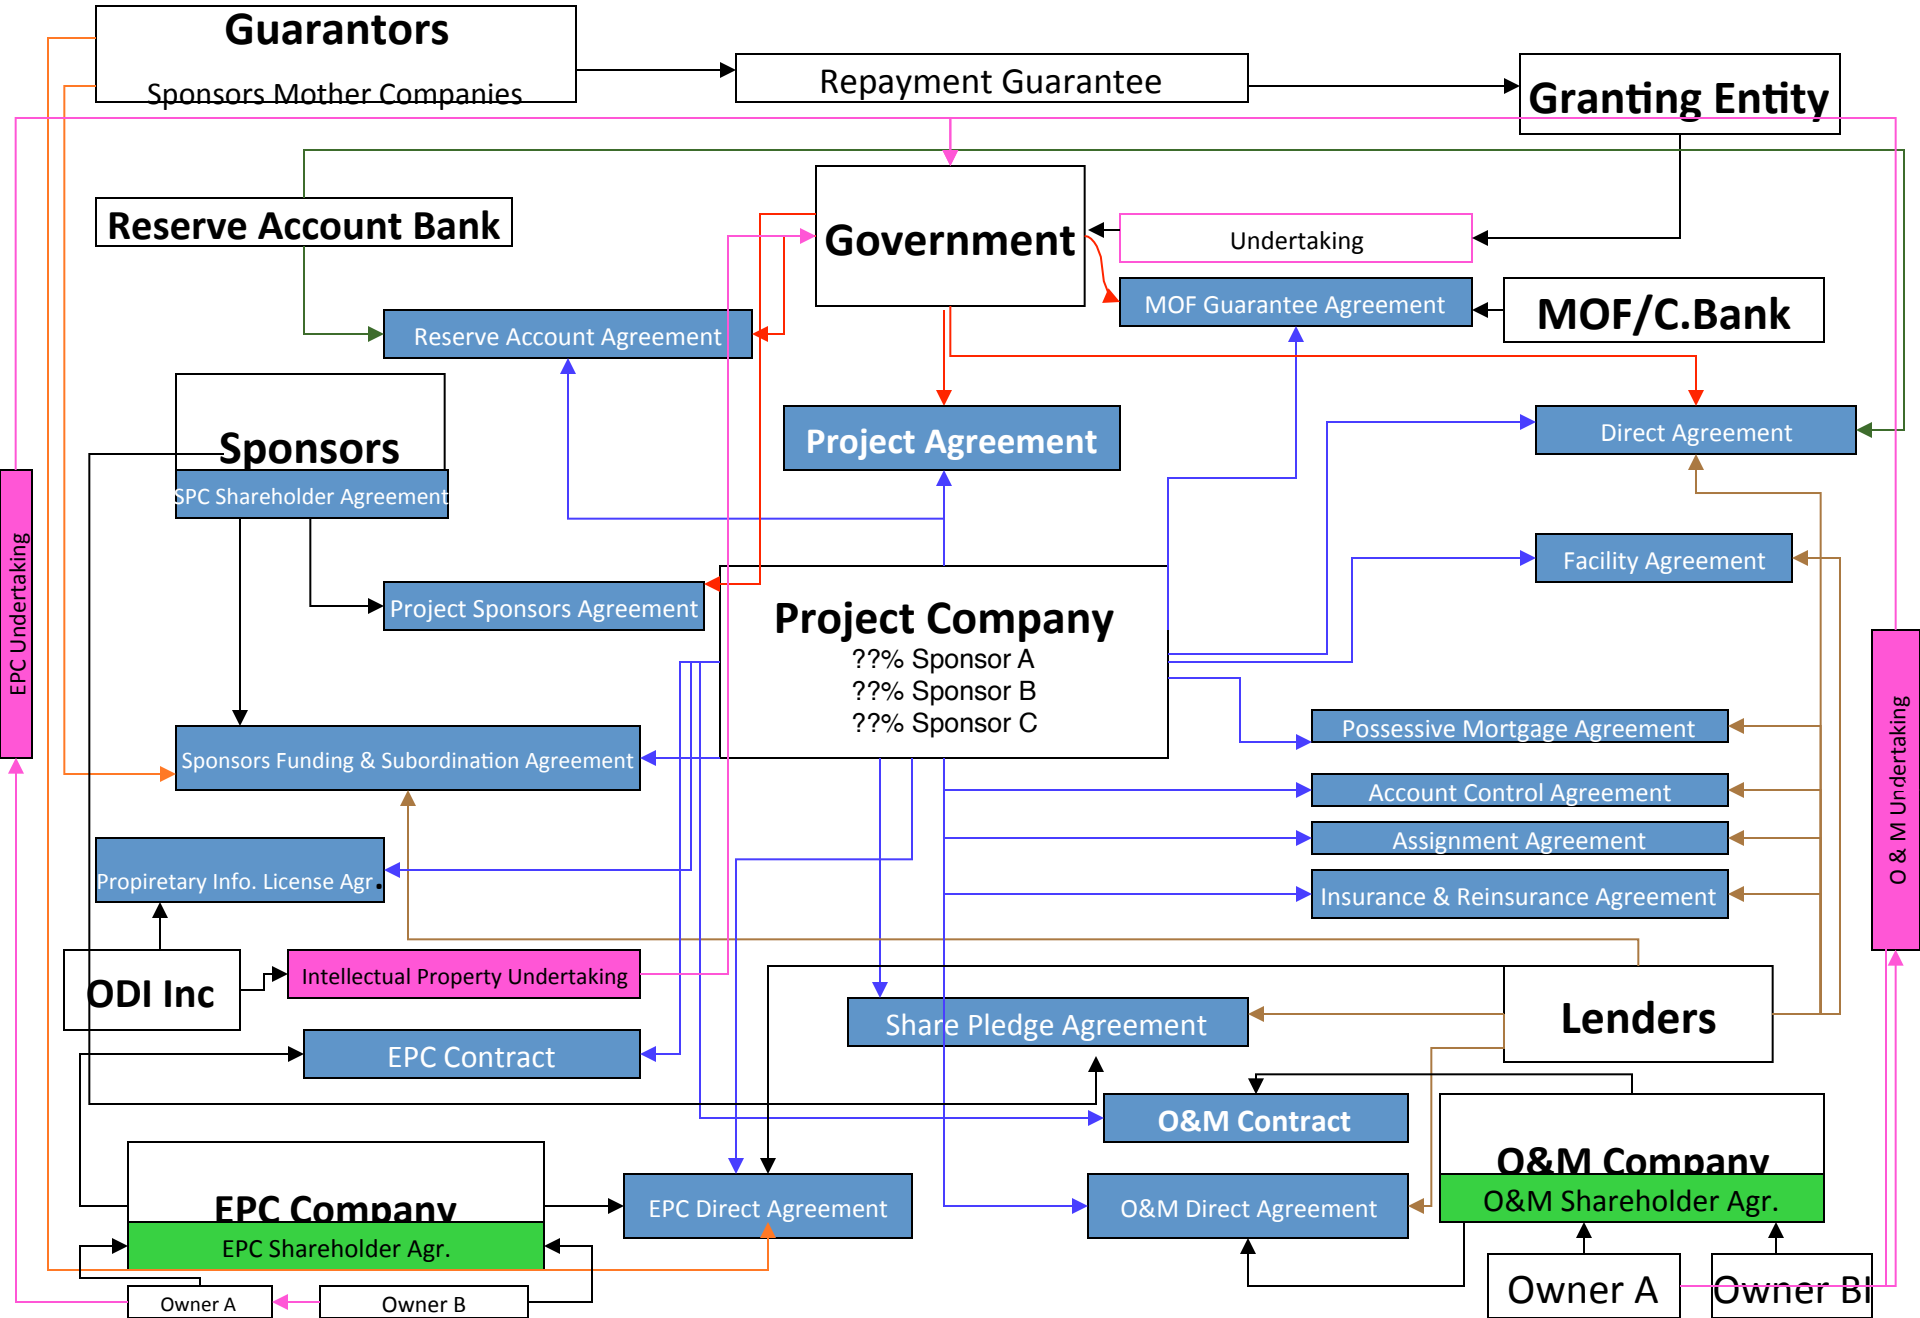 Guarantors
Sponsors Mother Companies
Repayment Guarantee
Granting Entity
Reserve Account Bank
Government
Undertaking
MOF Guarantee Agreement
MOF/C.Bank
Reserve Account Agreement
Project Agreement
Direct Agreement
Sponsors
SPC Shareholder Agreement
EPC Undertaking
Facility Agreement
Project Sponsors Agreement
Project Company
??% Sponsor A
??% Sponsor B
??% Sponsor C
O & M Undertaking
Possessive Mortgage Agreement
Sponsors Funding & Subordination Agreement
Account Control Agreement
Assignment Agreement
Propiretary Info. License Agr.
Insurance & Reinsurance Agreement
ODI Inc
Intellectual Property Undertaking
Share Pledge Agreement
Lenders
EPC Contract
O&M Contract
O&M Company
O&M Shareholder Agr.
EPC Company
EPC Shareholder Agr.
EPC Direct Agreement
O&M Direct Agreement
Owner A
Owner B
Owner A
Owner BI